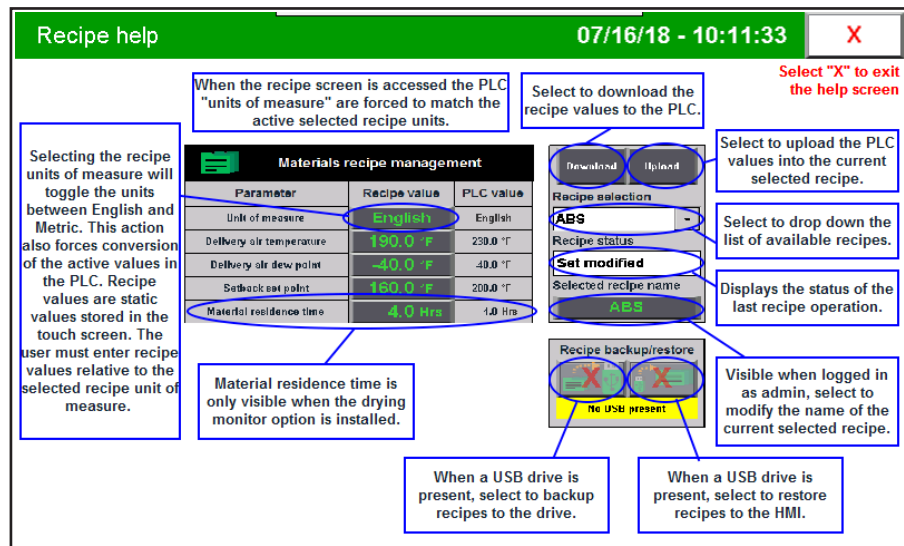 Recipe help
07/16/18 - 10:11:33
X
Select "X" to exit
the help screen
When the recipe screen is accessed the PLC
"units of measure" are forced to match the
active selected recipe units.
Select to download the
recipe values to the PLC.
Selecting the recipe
units of measure will
toggle the units
between English and
Metric. This action
also forces conversion
of the active values in
the PLC. Recipe
values are static
values stored in the
touch screen. The
user must enter recipe
values relative to the
selected recipe unit of
measure.
Materials recipe management
Parameter Recipe value PLC value
Unit of measure English English
Delivery air temperature 190.0 °F 230.0 °F
Delivery air dew point -40.0 °F -40.0 °F
Setback set point 160.0 °F 200.0 °F
Material residence time 4.0 Hrs 4.0 Hrs
Download Upload
Recipe selection
ABS
Recipe status
Set modified
Selected recipe name
ABS
Select to upload the PLC
values into the current
selected recipe.
Select to drop down the
list of available recipes.
Displays the status of the
last recipe operation.
Recipe backup/restore
X X
No USB present
Material residence time is
only visible when the drying
monitor option is installed.
Visible when logged in
as admin, select to
modify the name of the
current selected recipe.
When a USB drive is
present, select to backup
recipes to the drive.
When a USB drive is
present, select to restore
recipes to the HMI.